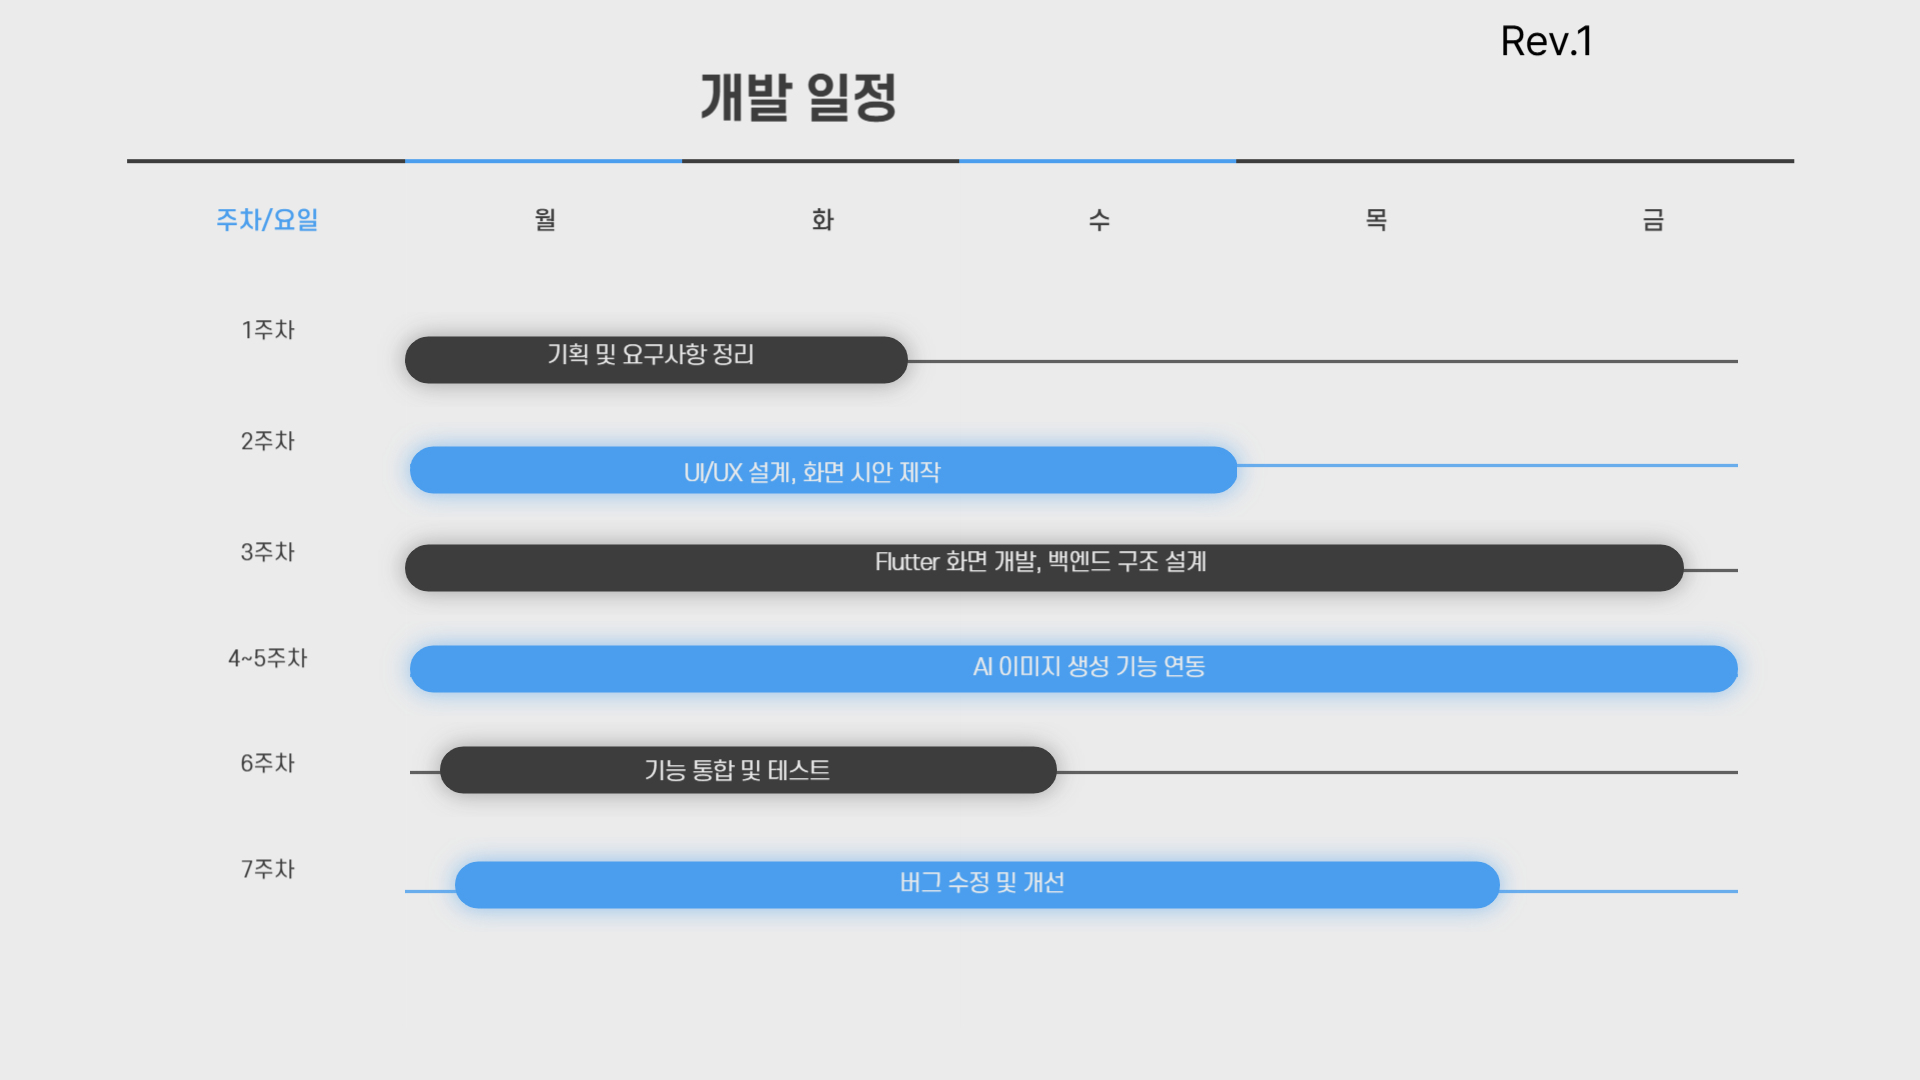 Rev.1
개발 일정
주차/요일 월 화 수 목 금
1주차 기획 및 요구사항 정리
2주차 UI/UX 설계, 화면 시안 제작
3주차 Flutter 화면 개발, 백엔드 구조 설계
4~5주차 AI 이미지 생성 기능 연동
6주차 기능 통합 및 테스트
7주차 버그 수정 및 개선